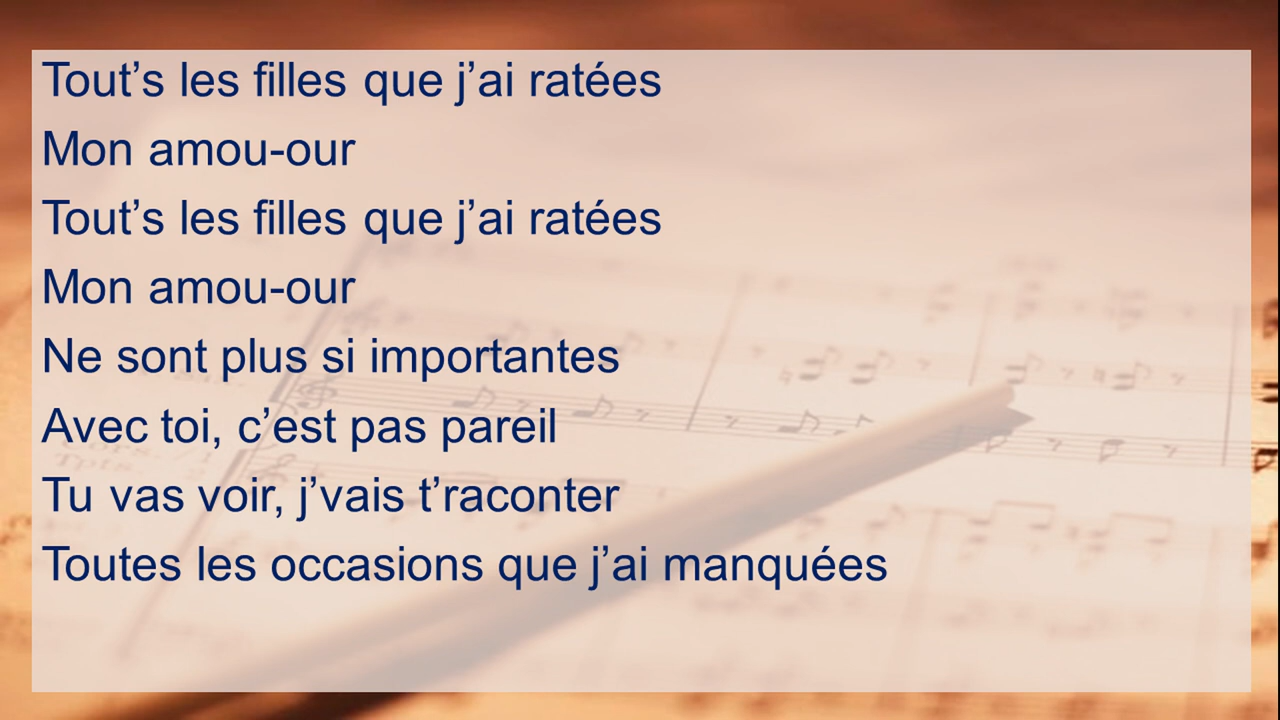 Tout’s les filles que j’ai ratées
Mon amou-our
Tout’s les filles que j’ai ratées
Mon amou-our
Ne sont plus si importantes
Avec toi, c’est pas pareil
Tu vas voir, j’vais t’raconter
Toutes les occasions que j’ai manquées